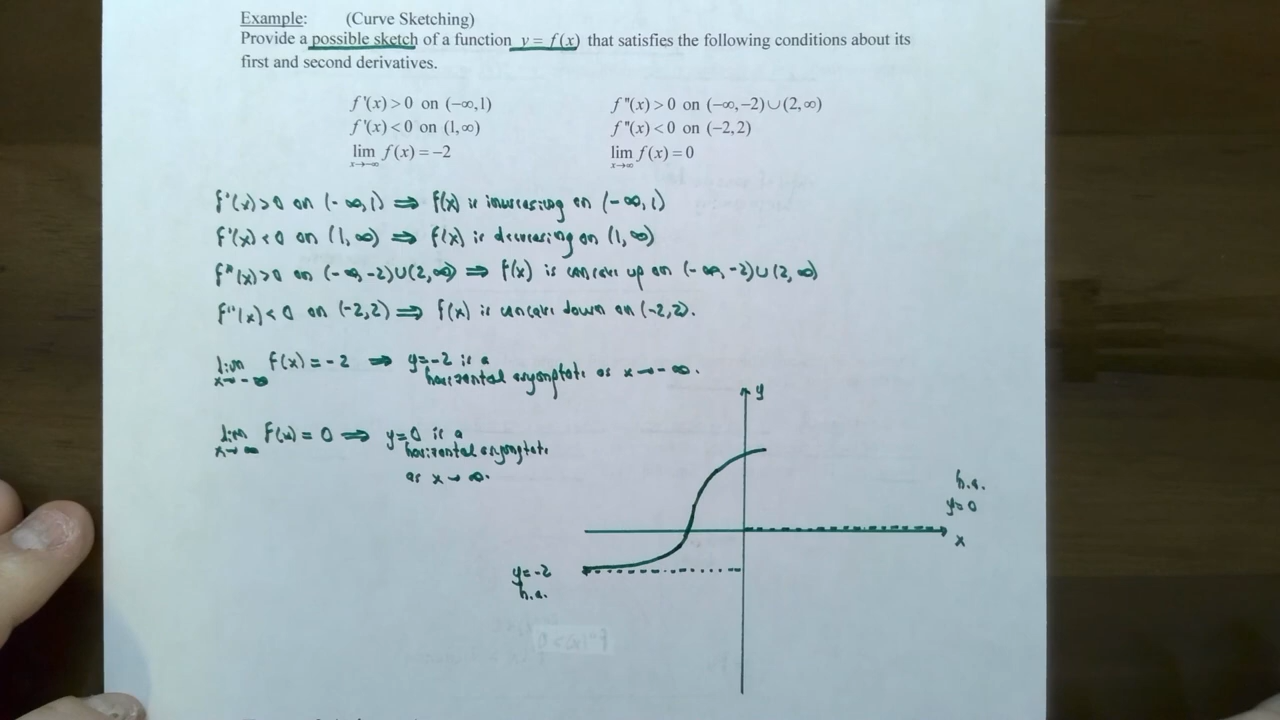 Example: (Curve Sketching)
Provide a possible sketch of a function y = f(x) that satisfies the following conditions about its
first and second derivatives.
f'(x) > 0 on (-∞,1) f"(x) > 0 on (-∞,-2)∪(2,∞)
f'(x) < 0 on (1,∞) f"(x) < 0 on (-2,2)
lim f(x) = -2 lim f(x) = 0
x→-∞ x→∞
f'(x)>0 on (-∞,1) ⇒ f(x) is increasing on (-∞,1)
f'(x)<0 on (1,∞) ⇒ f(x) is decreasing on (1,∞)
f"(x)>0 on (-∞,-2)∪(2,∞) ⇒ f(x) is concave up on (-∞,-2)∪(2,∞)
f"(x)<0 on (-2,2) ⇒ f(x) is concave down on (-2,2).
lim f(x) = -2 ⇒ y=-2 is a
x→-∞ horizontal asymptote as x→-∞.
y
lim f(x) = 0 ⇒ y=0 is a
x→∞ horizontal asymptote
as x→∞.
h.a.
y=0
x
y=-2
h.a.